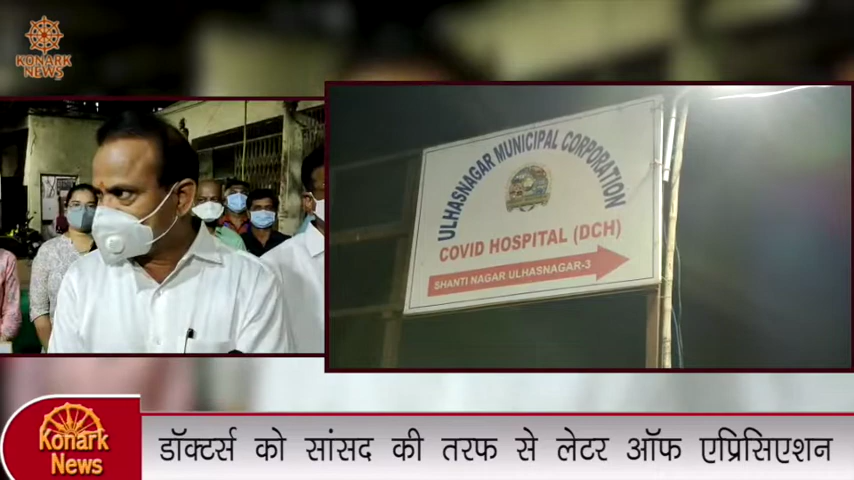 KONARK
NEWS
ULHASNAGAR MUNICIPAL CORPORATION
COVID HOSPITAL (DCH)
SHANTI NAGAR ULHASNAGAR-3
Konark
News
डॉक्टर्स को सांसद की तरफ से लेटर ऑफ एप्रिसिएशन